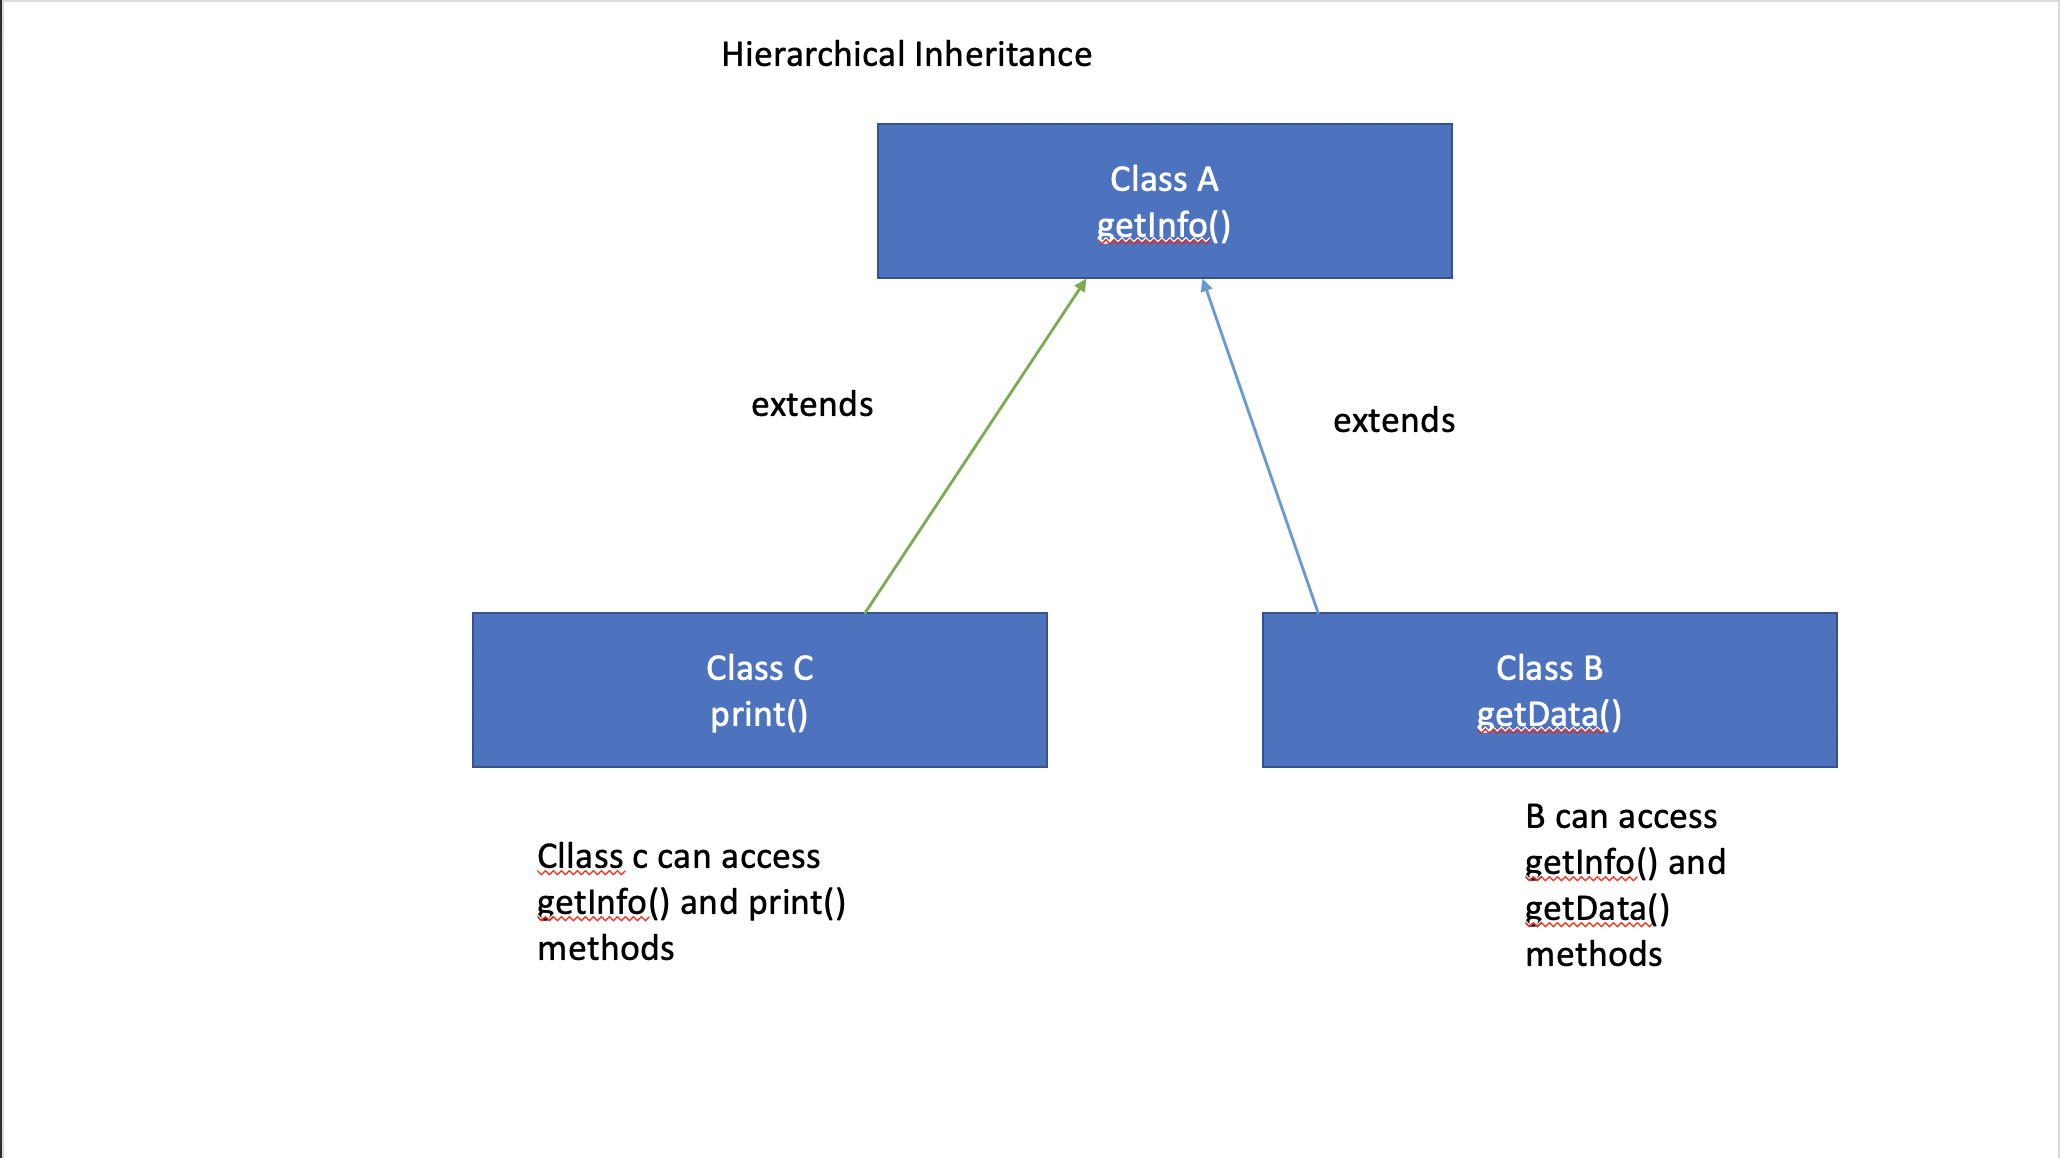 Hierarchical Inheritance
Class A
getInfo()
extends
extends
Class C
print()
Class B
getData()
Cllass c can access
getInfo() and print()
methods
B can access
getInfo() and
getData()
methods